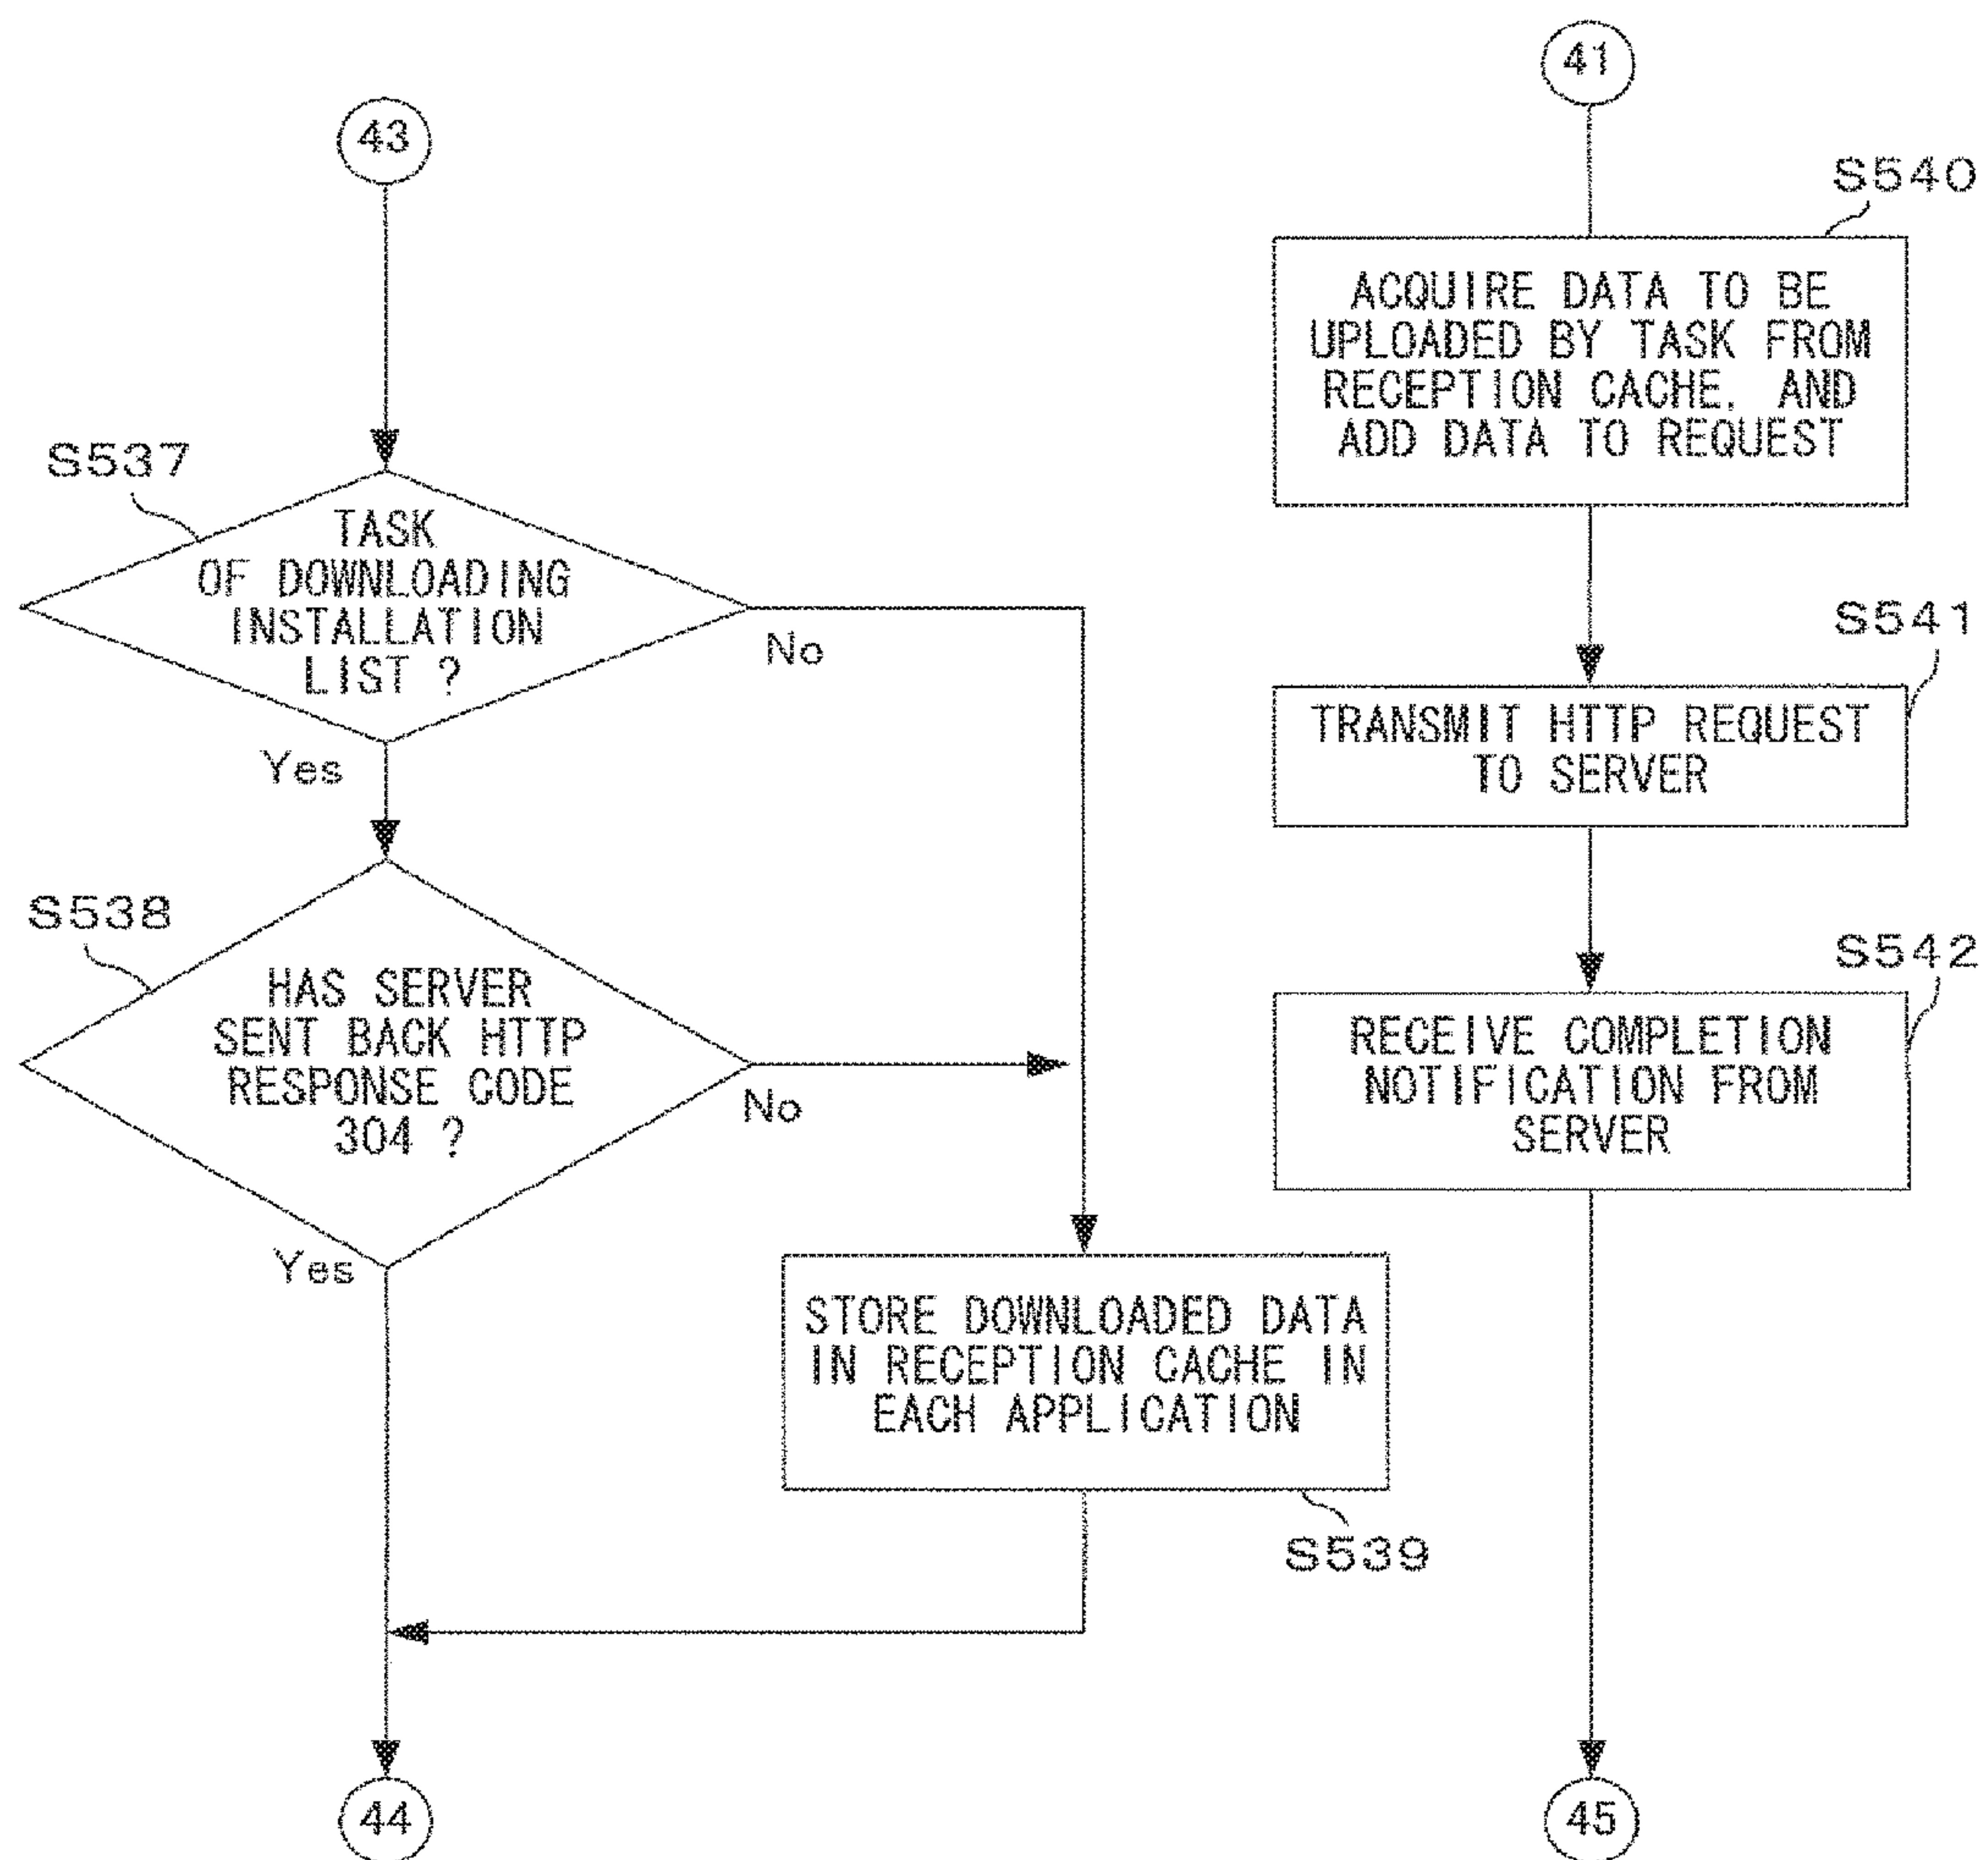 43
S537
TASK
OF DOWNLOADING
INSTALLATION
LIST ?
No
Yes
S538
HAS SERVER
SENT BACK HTTP
RESPONSE CODE
304 ?
No
Yes
STORE DOWNLOADED DATA
IN RECEPTION CACHE IN
EACH APPLICATION
S539
44
41
S540
ACQUIRE DATA TO BE
UPLOADED BY TASK FROM
RECEPTION CACHE, AND
ADD DATA TO REQUEST
S541
TRANSMIT HTTP REQUEST
TO SERVER
S542
RECEIVE COMPLETION
NOTIFICATION FROM
SERVER
45